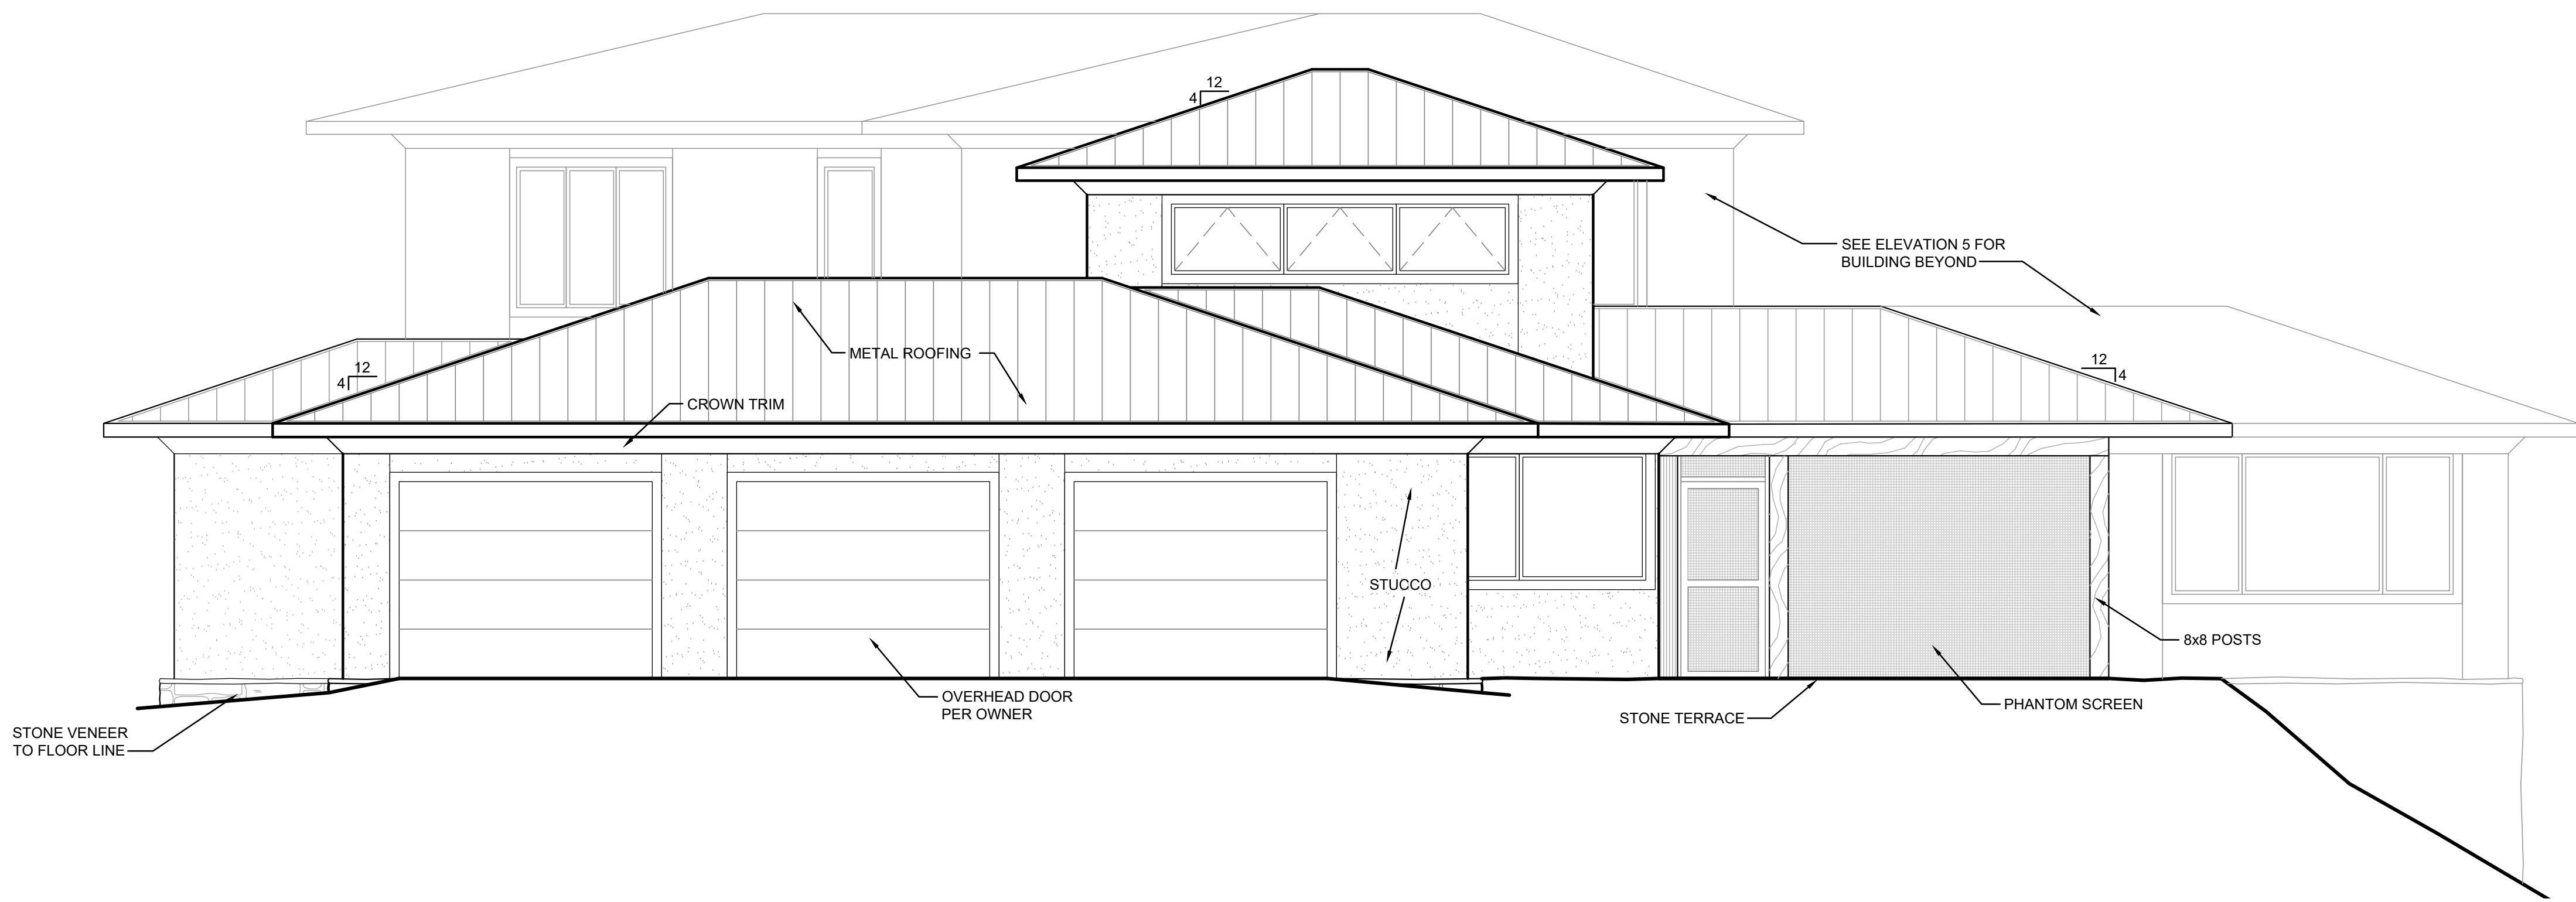 12
4
SEE ELEVATION 5 FOR
BUILDING BEYOND
METAL ROOFING
12
4
12
4
CROWN TRIM
STUCCO
8x8 POSTS
OVERHEAD DOOR
PER OWNER
PHANTOM SCREEN
STONE TERRACE
STONE VENEER
TO FLOOR LINE